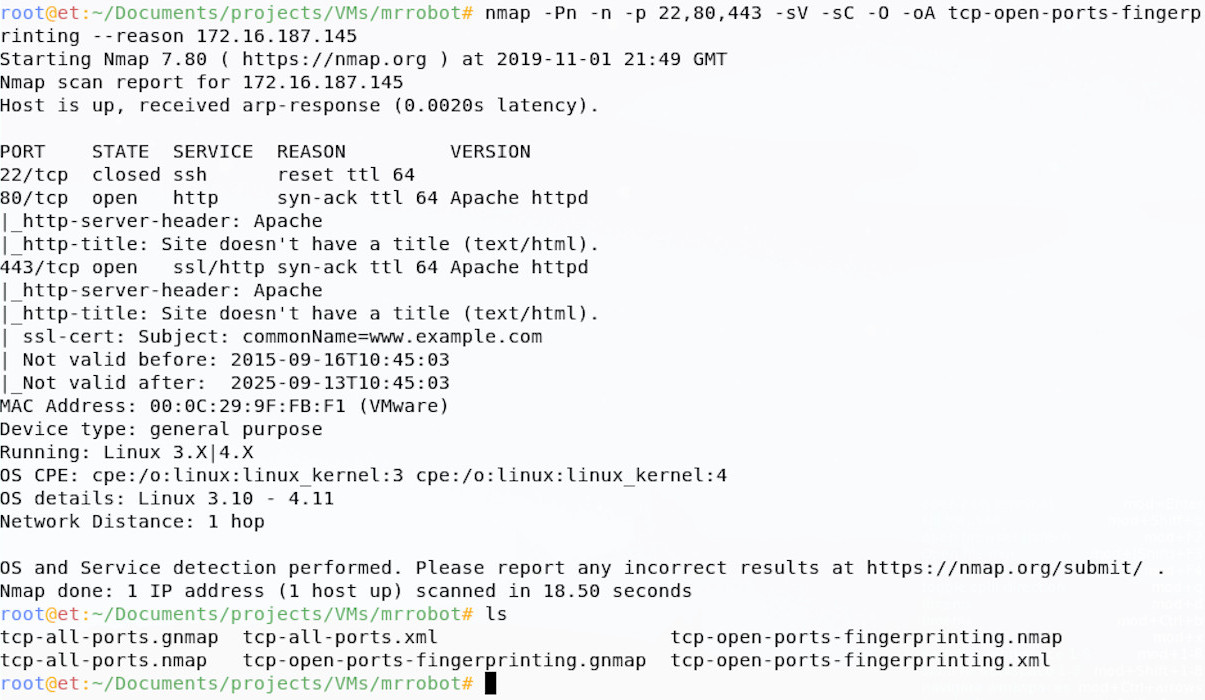 root@et:~/Documents/projects/VMs/mrrobot# nmap -Pn -n -p 22,80,443 -sV -sC -O -oA tcp-open-ports-fingerp
rinting --reason 172.16.187.145
Starting Nmap 7.80 ( https://nmap.org ) at 2019-11-01 21:49 GMT
Nmap scan report for 172.16.187.145
Host is up, received arp-response (0.0020s latency).

PORT    STATE  SERVICE  REASON         VERSION
22/tcp  closed ssh      reset ttl 64
80/tcp  open   http     syn-ack ttl 64 Apache httpd
|_http-server-header: Apache
|_http-title: Site doesn't have a title (text/html).
443/tcp open   ssl/http syn-ack ttl 64 Apache httpd
|_http-server-header: Apache
|_http-title: Site doesn't have a title (text/html).
| ssl-cert: Subject: commonName=www.example.com
| Not valid before: 2015-09-16T10:45:03
|_Not valid after:  2025-09-13T10:45:03
MAC Address: 00:0C:29:9F:FB:F1 (VMware)
Device type: general purpose
Running: Linux 3.X|4.X
OS CPE: cpe:/o:linux:linux_kernel:3 cpe:/o:linux:linux_kernel:4
OS details: Linux 3.10 - 4.11
Network Distance: 1 hop

OS and Service detection performed. Please report any incorrect results at https://nmap.org/submit/ .
Nmap done: 1 IP address (1 host up) scanned in 18.50 seconds
root@et:~/Documents/projects/VMs/mrrobot# ls
tcp-all-ports.gnmap  tcp-all-ports.xml                    tcp-open-ports-fingerprinting.nmap
tcp-all-ports.nmap   tcp-open-ports-fingerprinting.gnmap  tcp-open-ports-fingerprinting.xml
root@et:~/Documents/projects/VMs/mrrobot#